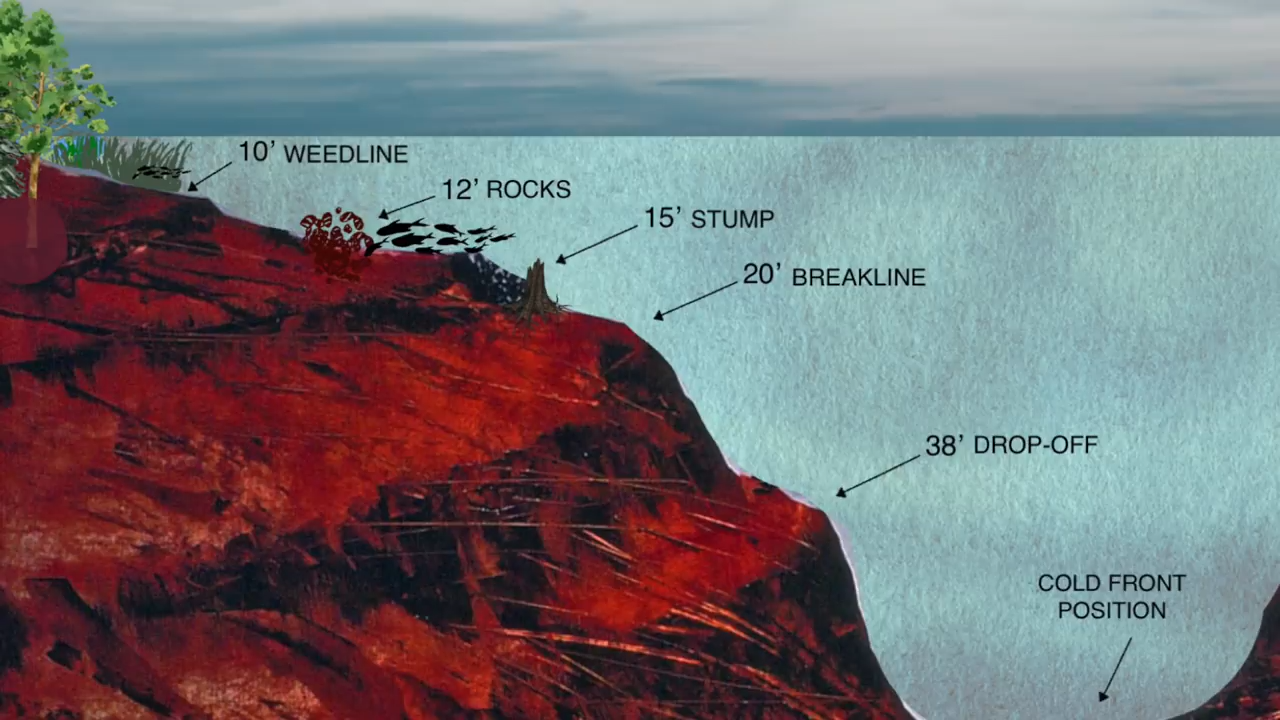 10’ WEEDLINE
12’ ROCKS
15’ STUMP
20’ BREAKLINE
38’ DROP-OFF
COLD FRONT
POSITION